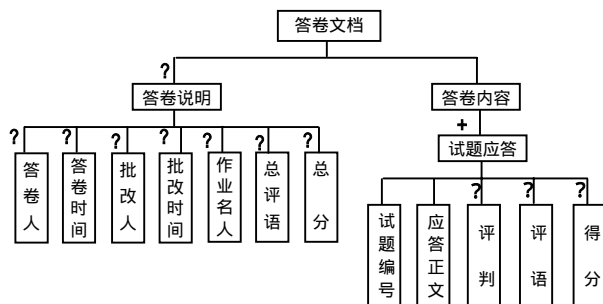 答卷文档
?
答卷说明
答卷内容
+
试题应答
? ? ? ? ? ? ?
答卷人
答卷时间
批改人
批改时间
作业名人
总评语
总分
? ? ?
试题编号
应答正文
评判
评语
得分